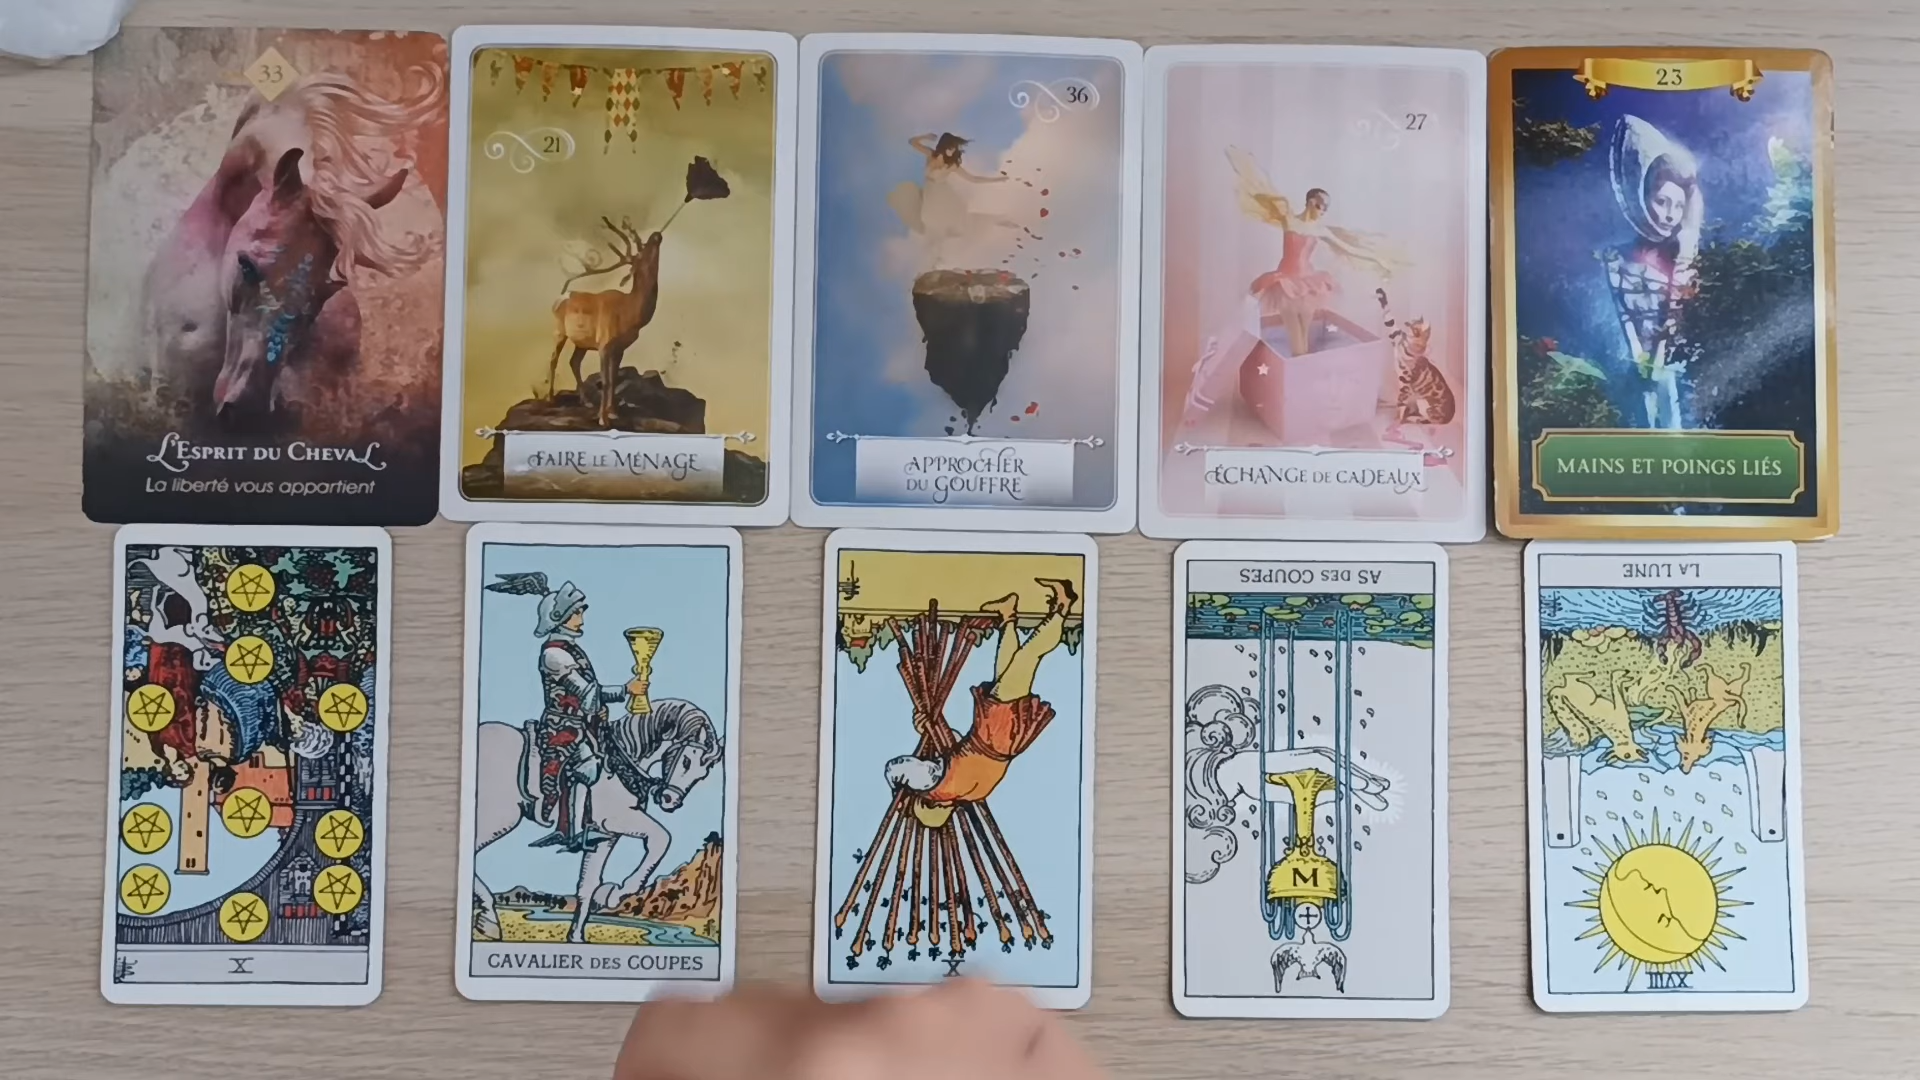 33
L'ESPRIT DU CHEVAL
La liberté vous appartient
21
FAIRE LE MÉNAGE
36
APPROCHER
DU GOUFFRE
27
ÉCHANGE DE CADEAUX
23
MAINS ET POINGS LIÉS
X
CAVALIER DES COUPES
X
AS DES COUPES
M
LA LUNE
XVIII